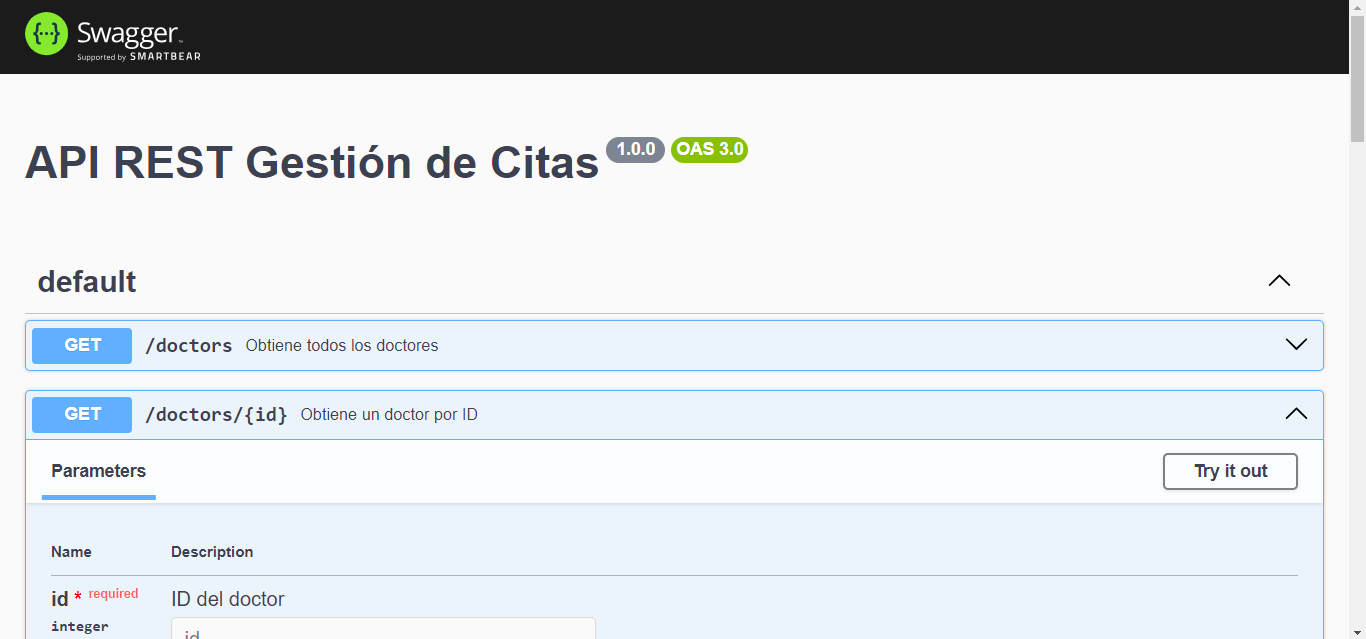 {···} Swagger™
Supported by SMARTBEAR
API REST Gestión de Citas 1.0.0 OAS 3.0
default
GET /doctors Obtiene todos los doctores
GET /doctors/{id} Obtiene un doctor por ID
Parameters Try it out
Name Description
id * required ID del doctor
integer id